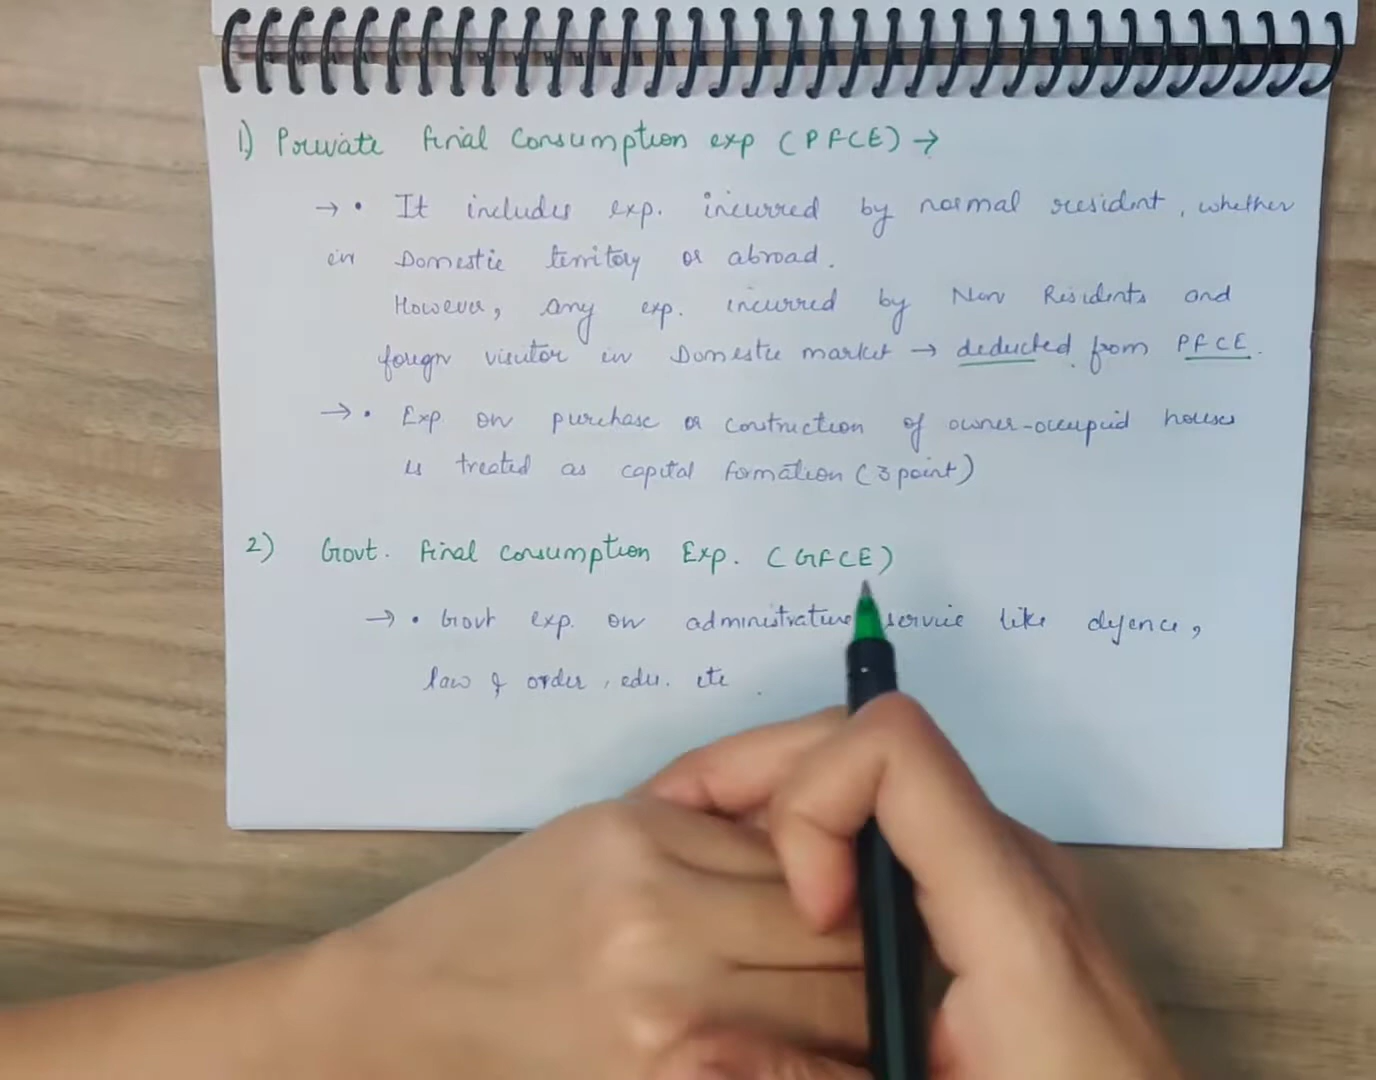 1) Private final Consumption exp (PFCE) →
→ • It includes exp. incurred by normal resident, whether
in Domestic territory or abroad.
However, any exp. incurred by Non Residents and
foreign visitor in Domestic market → deducted from PFCE.
→ • Exp on purchase or contruction of owner-occupied houses
is treated as capital formation (3 point)
2) Govt. final consumption Exp. (GFCE)
→ • Govt exp. on administrative service like defence,
law & order, edu. etc.